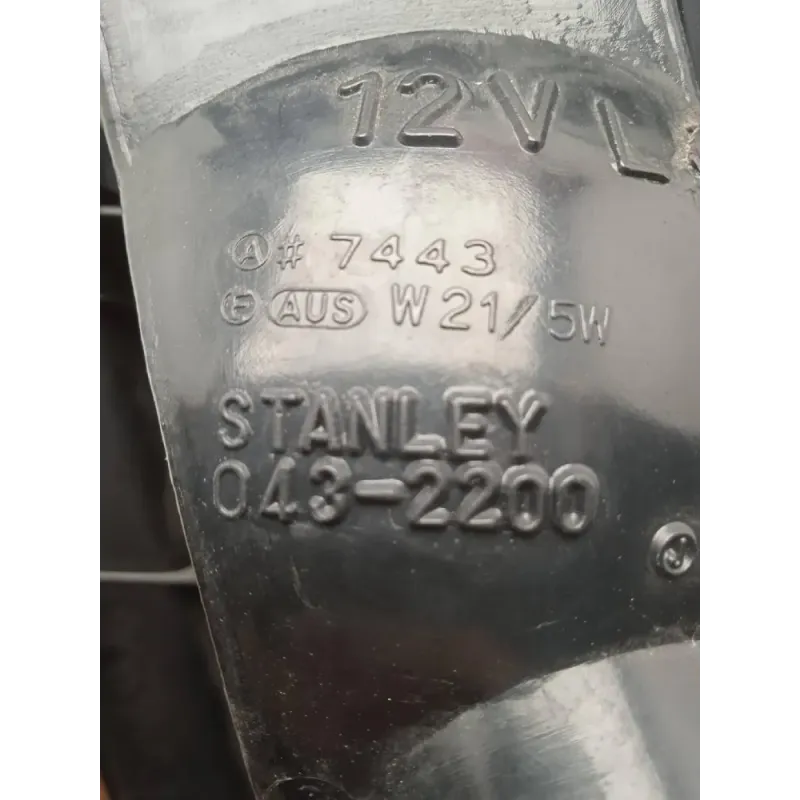 12V L
Ⓐ# 7443
Ⓔ AUS W21/5W
STANLEY
043-2200